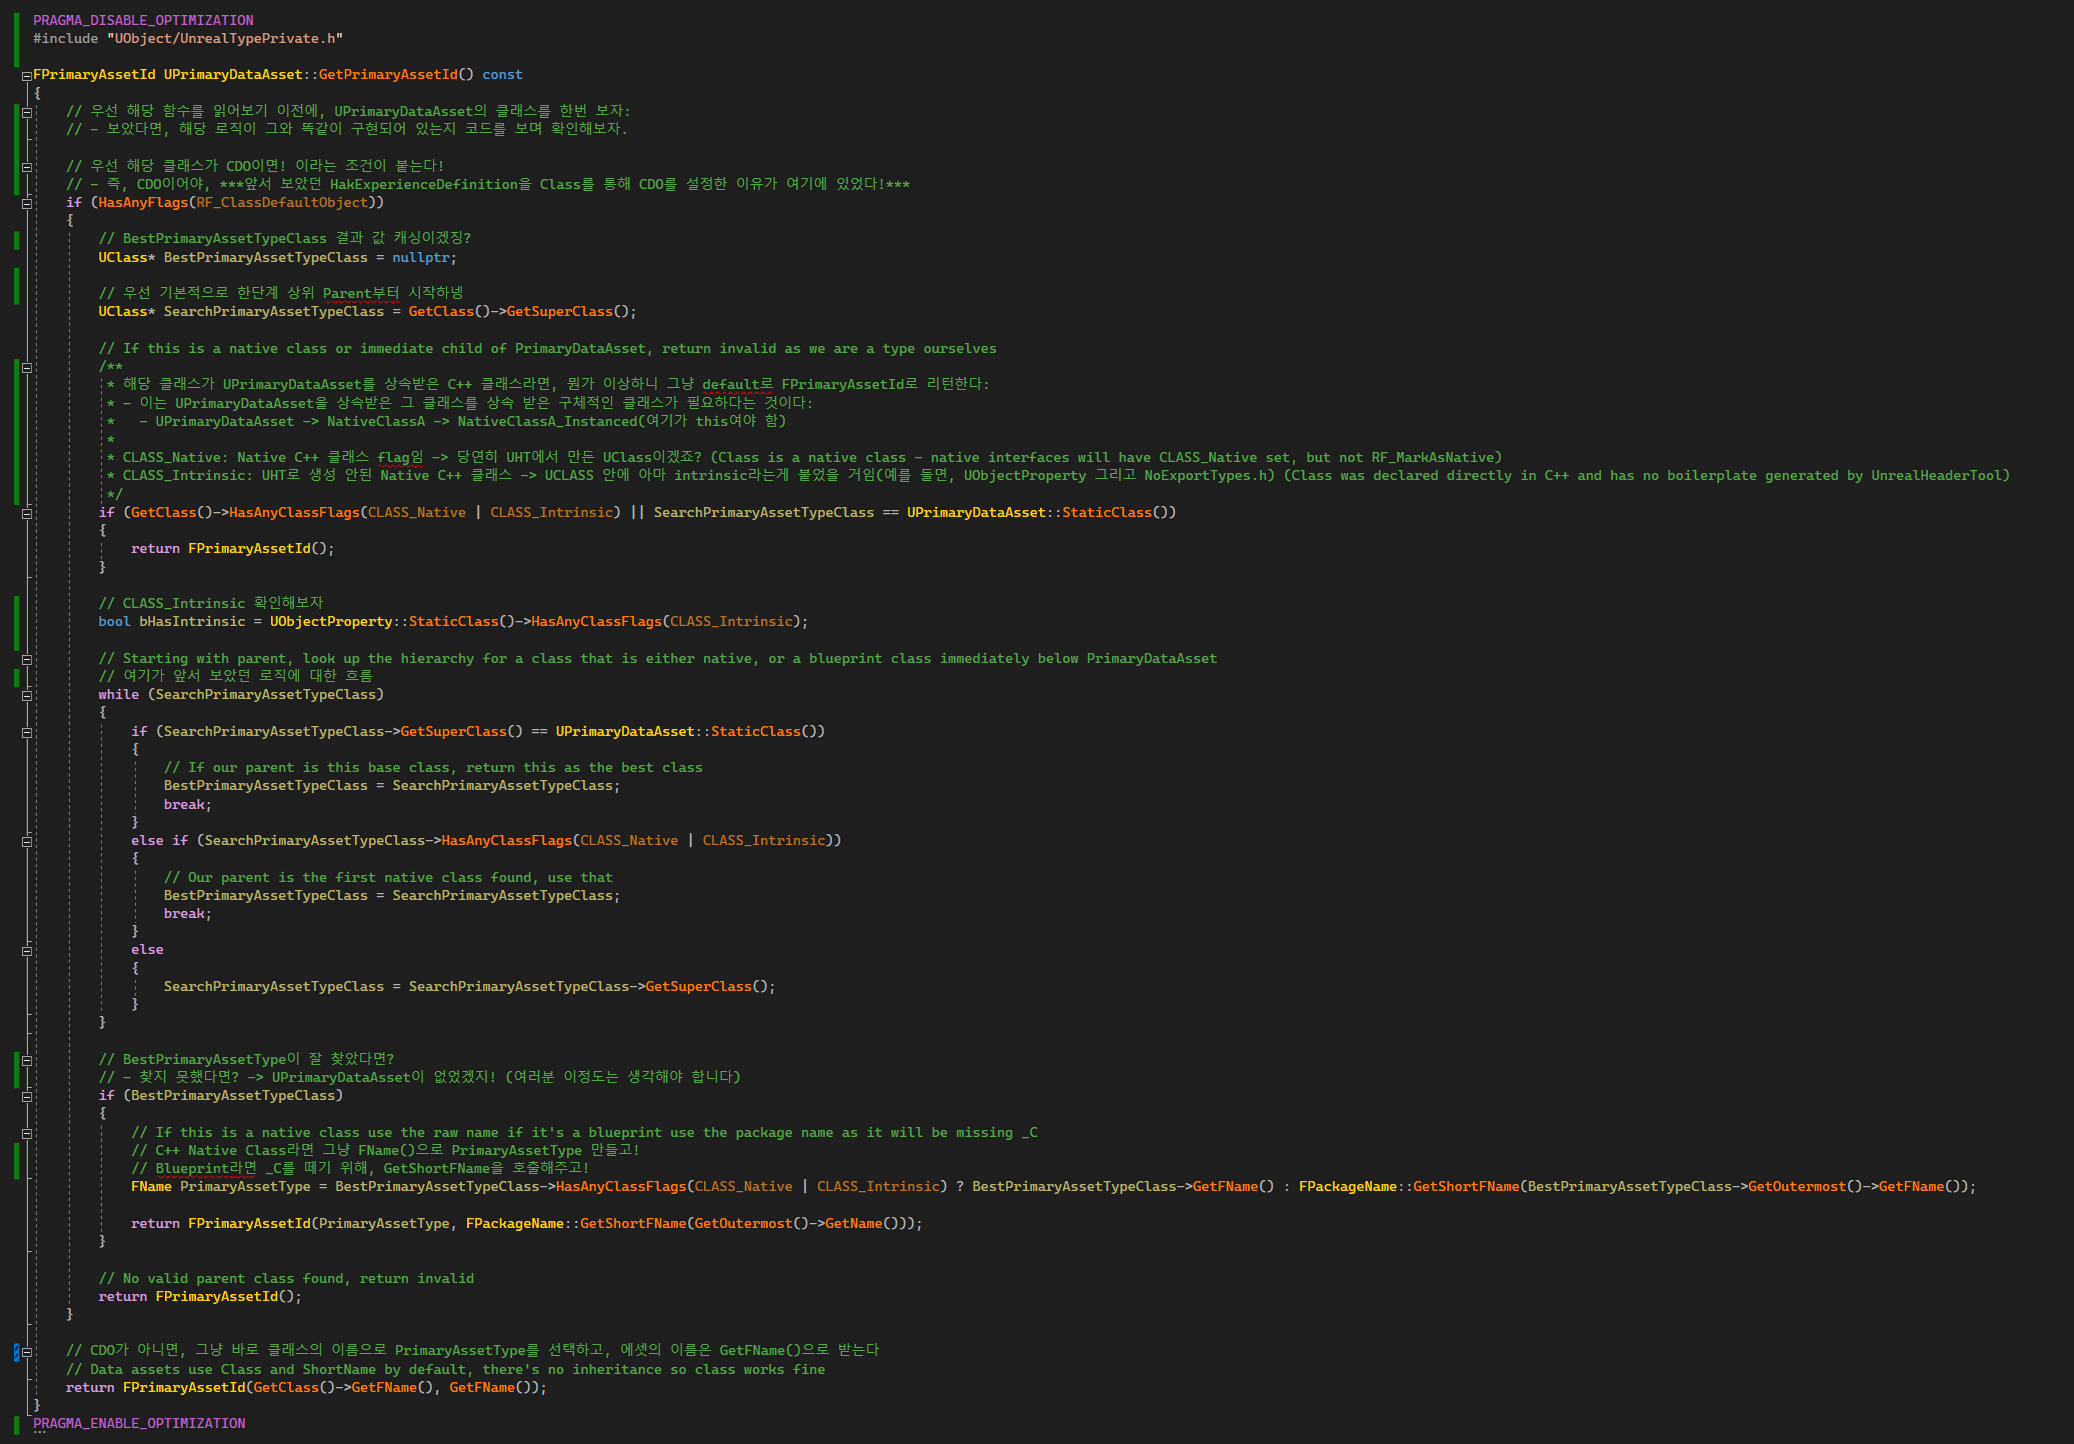 PRAGMA_DISABLE_OPTIMIZATION
#include "UObject/UnrealTypePrivate.h"
FPrimaryAssetId UPrimaryDataAsset::GetPrimaryAssetId() const
{
// 우선 해당 함수를 읽어보기 이전에, UPrimaryDataAsset의 클래스를 한번 보자:
// - 보았다면, 해당 로직이 그와 똑같이 구현되어 있는지 코드를 보며 확인해보자.
// 우선 해당 클래스가 CDO이면! 이라는 조건이 붙는다!
// - 즉, CDO이어야, ***앞서 보았던 HakExperienceDefinition을 Class를 통해 CDO를 설정한 이유가 여기에 있었다!***
if (HasAnyFlags(RF_ClassDefaultObject))
{
// BestPrimaryAssetTypeClass 결과 값 캐싱이겠징?
UClass* BestPrimaryAssetTypeClass = nullptr;
// 우선 기본적으로 한단계 상위 Parent부터 시작하넹
UClass* SearchPrimaryAssetTypeClass = GetClass()->GetSuperClass();
// If this is a native class or immediate child of PrimaryDataAsset, return invalid as we are a type ourselves
/**
* 해당 클래스가 UPrimaryDataAsset를 상속받은 C++ 클래스라면, 뭔가 이상하니 그냥 default로 FPrimaryAssetId로 리턴한다:
* - 이는 UPrimaryDataAsset을 상속받은 그 클래스를 상속 받은 구체적인 클래스가 필요하다는 것이다:
*   - UPrimaryDataAsset -> NativeClassA -> NativeClassA_Instanced(여기가 this여야 함)
*
* CLASS_Native: Native C++ 클래스 flag임 -> 당연히 UHT에서 만든 UClass이겠죠? (Class is a native class - native interfaces will have CLASS_Native set, but not RF_MarkAsNative)
* CLASS_Intrinsic: UHT로 생성 안된 Native C++ 클래스 -> UCLASS 안에 아마 intrinsic라는게 붙었을 거임(예를 들면, UObjectProperty 그리고 NoExportTypes.h) (Class was declared directly in C++ and has no boilerplate generated by UnrealHeaderTool)
*/
if (GetClass()->HasAnyClassFlags(CLASS_Native | CLASS_Intrinsic) || SearchPrimaryAssetTypeClass == UPrimaryDataAsset::StaticClass())
{
return FPrimaryAssetId();
}
// CLASS_Intrinsic 확인해보자
bool bHasIntrinsic = UObjectProperty::StaticClass()->HasAnyClassFlags(CLASS_Intrinsic);
// Starting with parent, look up the hierarchy for a class that is either native, or a blueprint class immediately below PrimaryDataAsset
// 여기가 앞서 보았던 로직에 대한 흐름
while (SearchPrimaryAssetTypeClass)
{
if (SearchPrimaryAssetTypeClass->GetSuperClass() == UPrimaryDataAsset::StaticClass())
{
// If our parent is this base class, return this as the best class
BestPrimaryAssetTypeClass = SearchPrimaryAssetTypeClass;
break;
}
else if (SearchPrimaryAssetTypeClass->HasAnyClassFlags(CLASS_Native | CLASS_Intrinsic))
{
// Our parent is the first native class found, use that
BestPrimaryAssetTypeClass = SearchPrimaryAssetTypeClass;
break;
}
else
{
SearchPrimaryAssetTypeClass = SearchPrimaryAssetTypeClass->GetSuperClass();
}
}
// BestPrimaryAssetType이 잘 찾았다면?
// - 찾지 못했다면? -> UPrimaryDataAsset이 없었겠지! (여러분 이정도는 생각해야 합니다)
if (BestPrimaryAssetTypeClass)
{
// If this is a native class use the raw name if it's a blueprint use the package name as it will be missing _C
// C++ Native Class라면 그냥 FName()으로 PrimaryAssetType 만들고!
// Blueprint라면 _C를 떼기 위해, GetShortFName을 호출해주고!
FName PrimaryAssetType = BestPrimaryAssetTypeClass->HasAnyClassFlags(CLASS_Native | CLASS_Intrinsic) ? BestPrimaryAssetTypeClass->GetFName() : FPackageName::GetShortFName(BestPrimaryAssetTypeClass->GetOutermost()->GetFName());
return FPrimaryAssetId(PrimaryAssetType, FPackageName::GetShortFName(GetOutermost()->GetName()));
}
// No valid parent class found, return invalid
return FPrimaryAssetId();
}
// CDO가 아니면, 그냥 바로 클래스의 이름으로 PrimaryAssetType를 선택하고, 에셋의 이름은 GetFName()으로 받는다
// Data assets use Class and ShortName by default, there's no inheritance so class works fine
return FPrimaryAssetId(GetClass()->GetFName(), GetFName());
}
PRAGMA_ENABLE_OPTIMIZATION